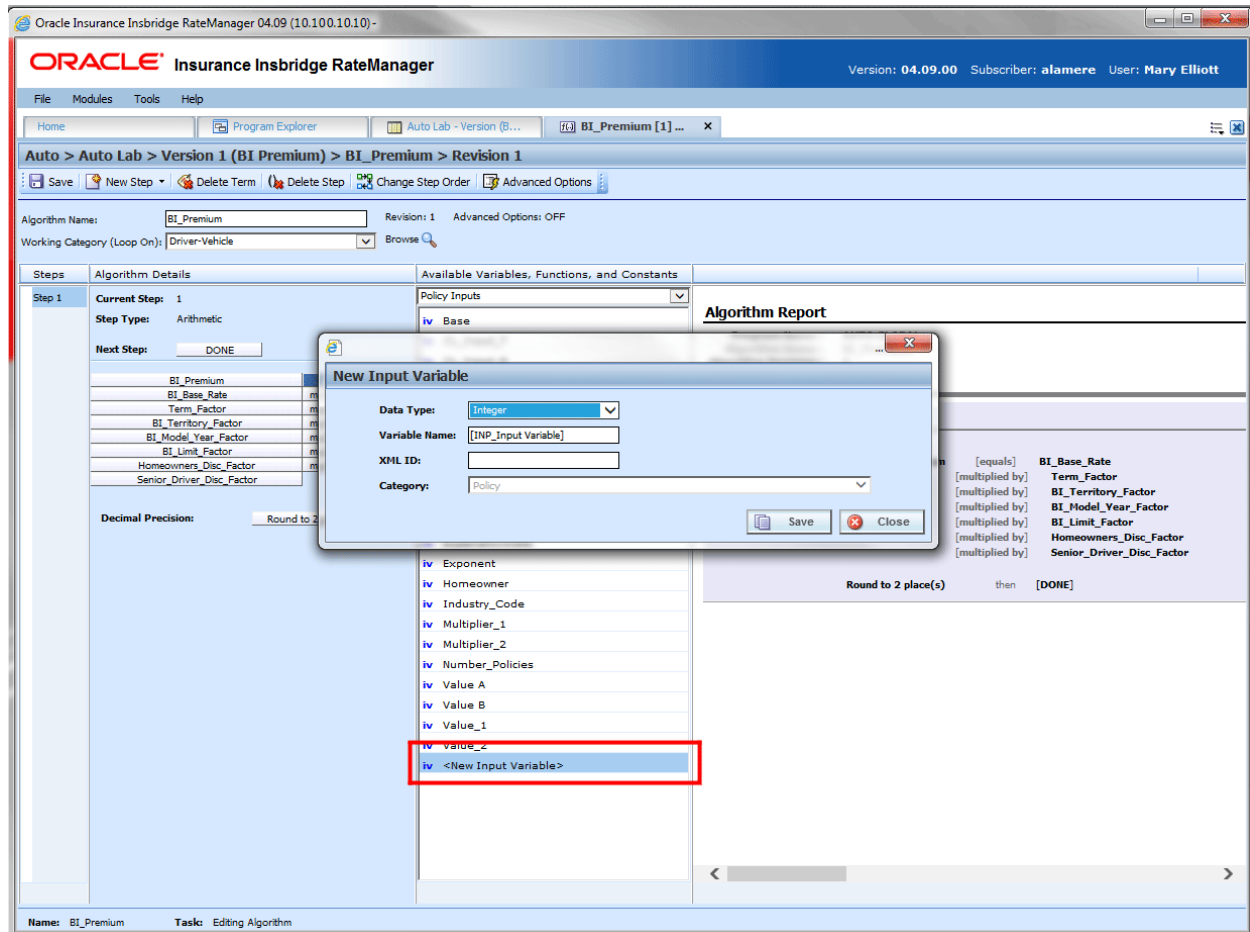 Oracle Insurance Insbridge RateManager 04.09 (10.100.10.10) -
ORACLE Insurance Insbridge RateManager
Version: 04.09.00 Subscriber: alamere User: Mary Elliott
File Modules Tools Help
Home Program Explorer Auto Lab - Version (B... f(x) BI_Premium [1] ... x
Auto > Auto Lab > Version 1 (BI Premium) > BI_Premium > Revision 1
Save New Step Delete Term Delete Step Change Step Order Advanced Options
Algorithm Name: BI_Premium Revision: 1 Advanced Options: OFF
Working Category (Loop On): Driver-Vehicle Browse
Steps Algorithm Details Available Variables, Functions, and Constants
Step 1
Current Step: 1
Step Type: Arithmetic
Next Step: DONE
BI_Premium
BI_Base_Rate
Term_Factor
BI_Territory_Factor
BI_Model_Year_Factor
BI_Limit_Factor
Homeowners_Disc_Factor
Senior_Driver_Disc_Factor
Decimal Precision: Round to 2
Policy Inputs
iv Base
New Input Variable
Data Type: Integer
Variable Name: [INP_Input Variable]
XML ID:
Category: Policy
Save Close
iv Exponent
iv Homeowner
iv Industry_Code
iv Multiplier_1
iv Multiplier_2
iv Number_Policies
iv Value A
iv Value B
iv Value_1
iv Value_2
iv <New Input Variable>
Algorithm Report
[equals] BI_Base_Rate
[multiplied by] Term_Factor
[multiplied by] BI_Territory_Factor
[multiplied by] BI_Model_Year_Factor
[multiplied by] BI_Limit_Factor
[multiplied by] Homeowners_Disc_Factor
[multiplied by] Senior_Driver_Disc_Factor
Round to 2 place(s) then [DONE]
Name: BI_Premium Task: Editing Algorithm